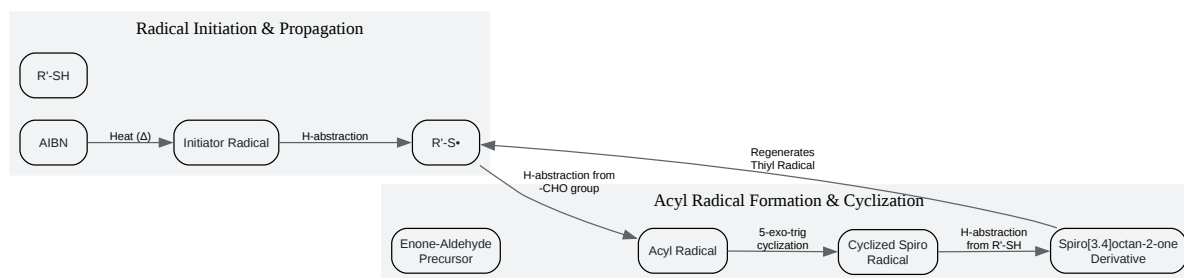 Radical Initiation & Propagation
R'-SH
AIBN
Heat (Δ)
Initiator Radical
H-abstraction
R'-S•
Regenerates
Thiyl Radical
H-abstraction from
-CHO group
Acyl Radical Formation & Cyclization
Enone-Aldehyde
Precursor
Acyl Radical
5-exo-trig
cyclization
Cyclized Spiro
Radical
H-abstraction
from R'-SH
Spiro[3.4]octan-2-one
Derivative